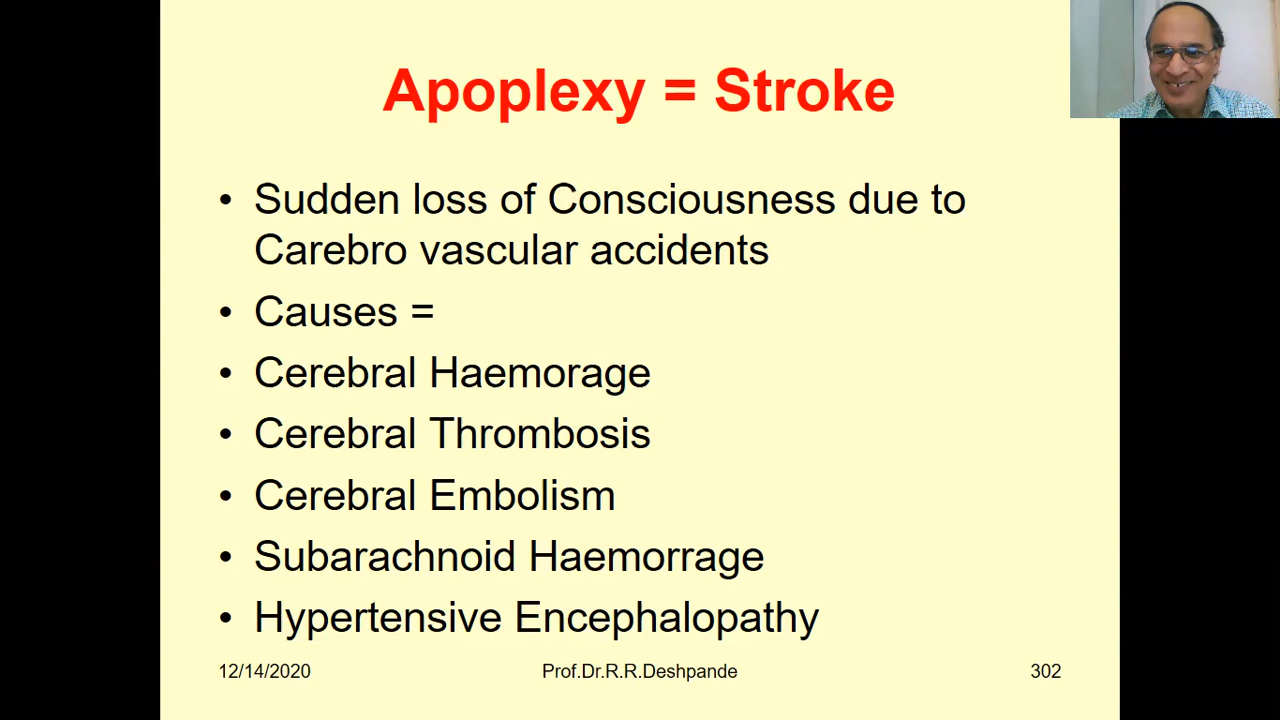 Apoplexy = Stroke
• Sudden loss of Consciousness due to
Carebro vascular accidents
• Causes =
• Cerebral Haemorage
• Cerebral Thrombosis
• Cerebral Embolism
• Subarachnoid Haemorrage
• Hypertensive Encephalopathy
12/14/2020 Prof.Dr.R.R.Deshpande 302